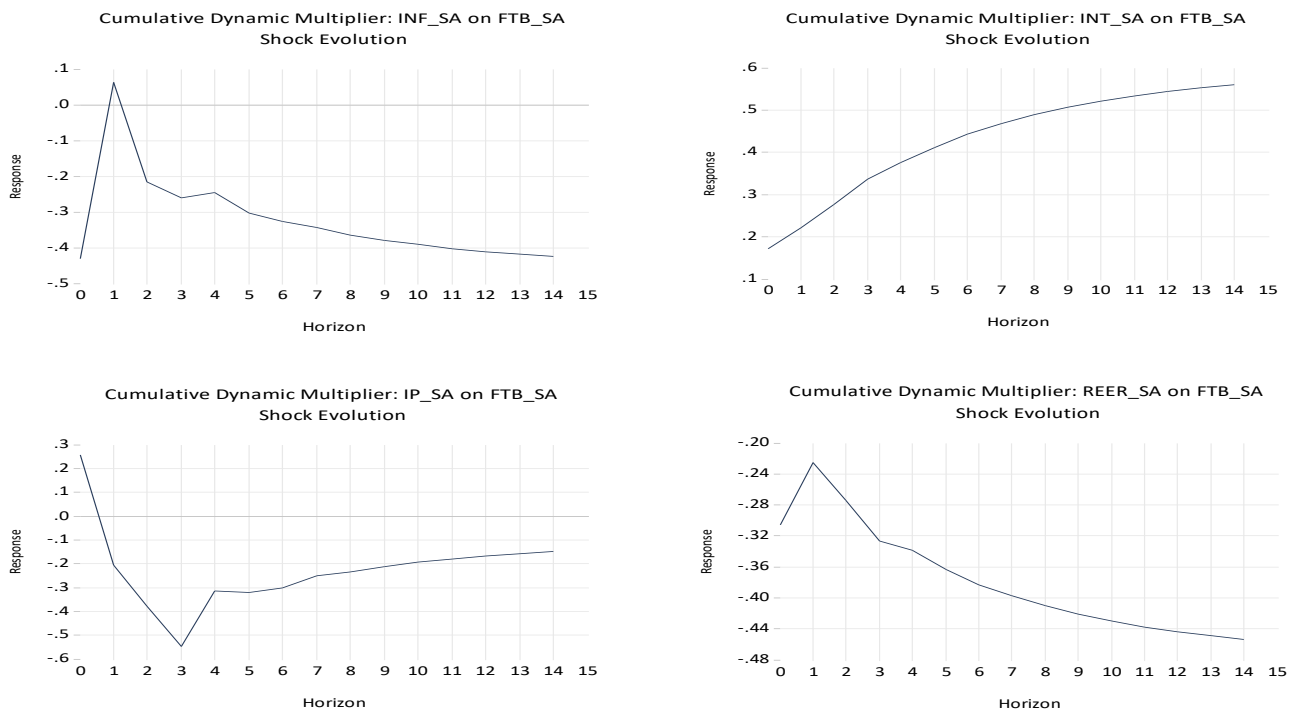 Cumulative Dynamic Multiplier: INF_SA on FTB_SA
Shock Evolution
.1
.0
-.1
-.2
-.3
-.4
-.5
Response
0 1 2 3 4 5 6 7 8 9 10 11 12 13 14 15
Horizon
Cumulative Dynamic Multiplier: INT_SA on FTB_SA
Shock Evolution
.6
.5
.4
.3
.2
.1
Response
0 1 2 3 4 5 6 7 8 9 10 11 12 13 14 15
Horizon
Cumulative Dynamic Multiplier: IP_SA on FTB_SA
Shock Evolution
.3
.2
.1
.0
-.1
-.2
-.3
-.4
-.5
-.6
Response
0 1 2 3 4 5 6 7 8 9 10 11 12 13 14 15
Horizon
Cumulative Dynamic Multiplier: REER_SA on FTB_SA
Shock Evolution
-.20
-.24
-.28
-.32
-.36
-.40
-.44
-.48
Response
0 1 2 3 4 5 6 7 8 9 10 11 12 13 14 15
Horizon